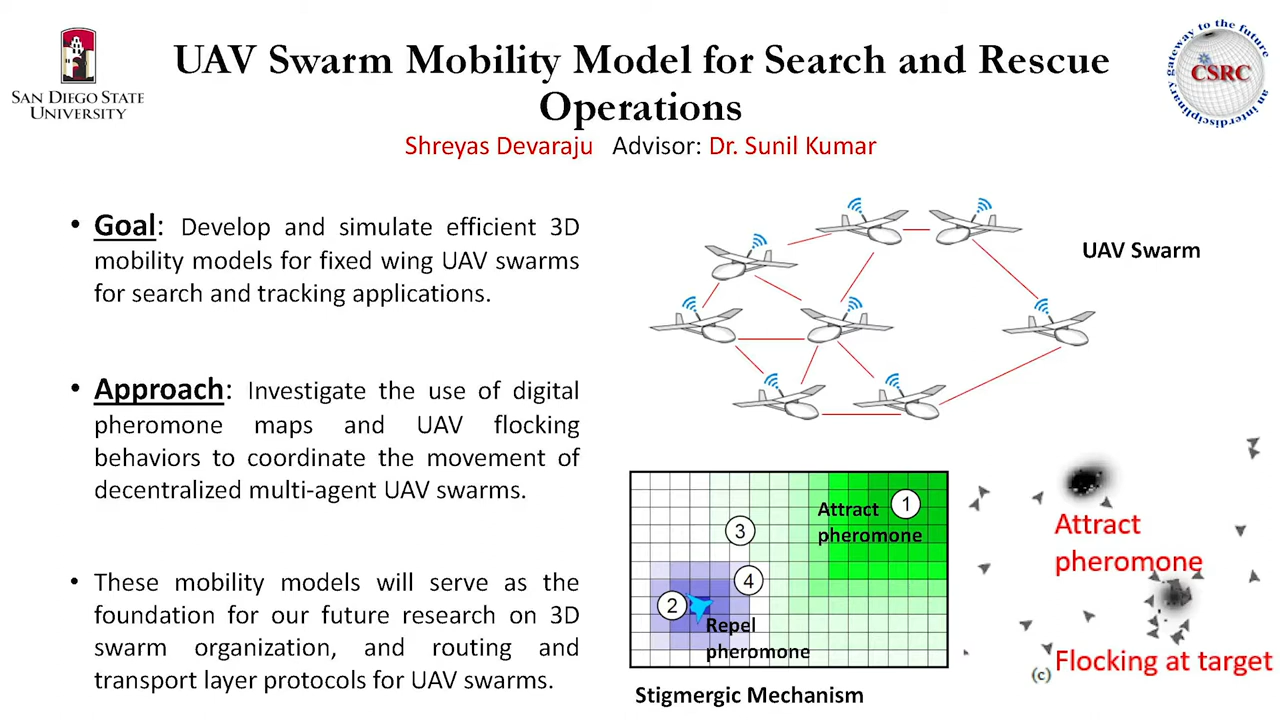 SAN DIEGO STATE
UNIVERSITY
UAV Swarm Mobility Model for Search and Rescue
Operations
Shreyas Devaraju Advisor: Dr. Sunil Kumar
an interdisciplinary gateway to the future
CSRC
• Goal: Develop and simulate efficient 3D
mobility models for fixed wing UAV swarms
for search and tracking applications.
• Approach: Investigate the use of digital
pheromone maps and UAV flocking
behaviors to coordinate the movement of
decentralized multi-agent UAV swarms.
• These mobility models will serve as the
foundation for our future research on 3D
swarm organization, and routing and
transport layer protocols for UAV swarms.
UAV Swarm
Attract
pheromone
1
3
4
2
Repel
pheromone
Stigmergic Mechanism
Attract
pheromone
Flocking at target
(c)